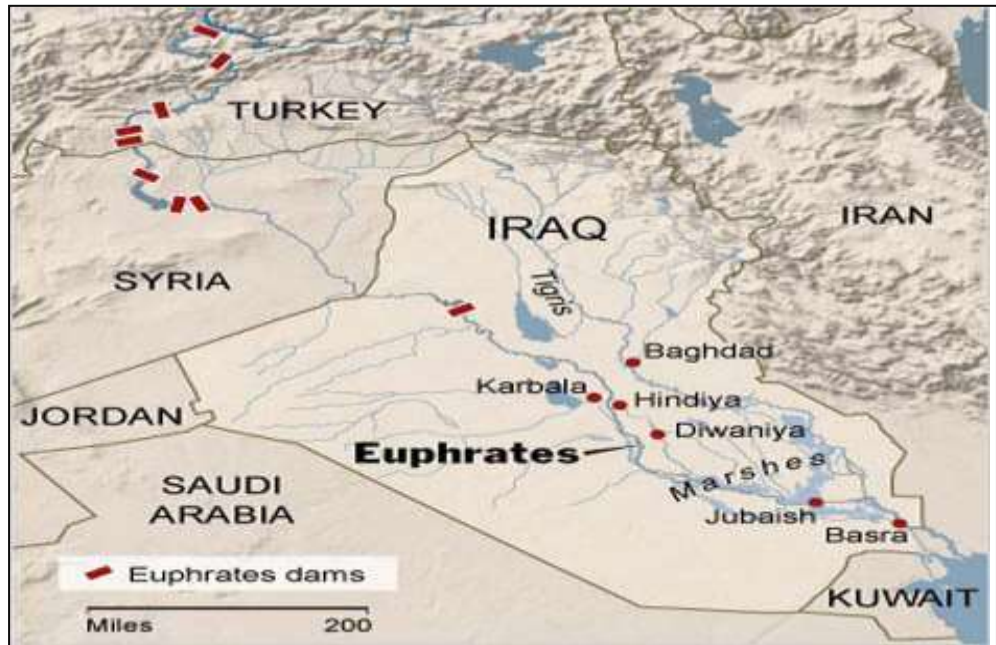 TURKEY
IRAN
IRAQ
SYRIA
Tigris
Baghdad
Karbala
Hindiya
JORDAN
Diwaniya
Euphrates
Marshes
SAUDI
ARABIA
Jubaish
Basra
Euphrates dams
KUWAIT
Miles 200